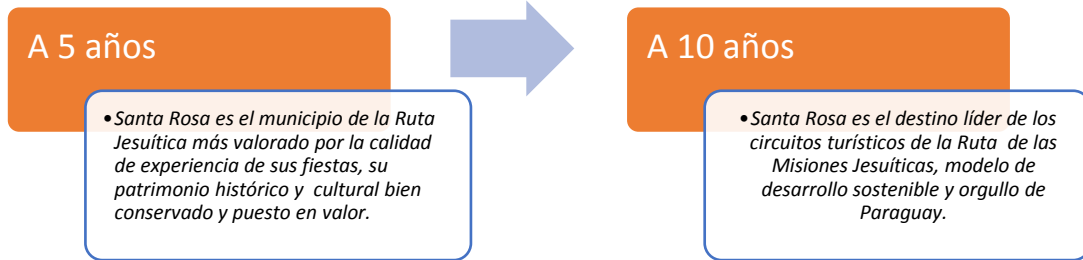 A 5 años
•Santa Rosa es el municipio de la Ruta
Jesuítica más valorado por la calidad
de experiencia de sus fiestas, su
patrimonio histórico y cultural bien
conservado y puesto en valor.
A 10 años
•Santa Rosa es el destino líder de los
circuitos turísticos de la Ruta de las
Misiones Jesuíticas, modelo de
desarrollo sostenible y orgullo de
Paraguay.